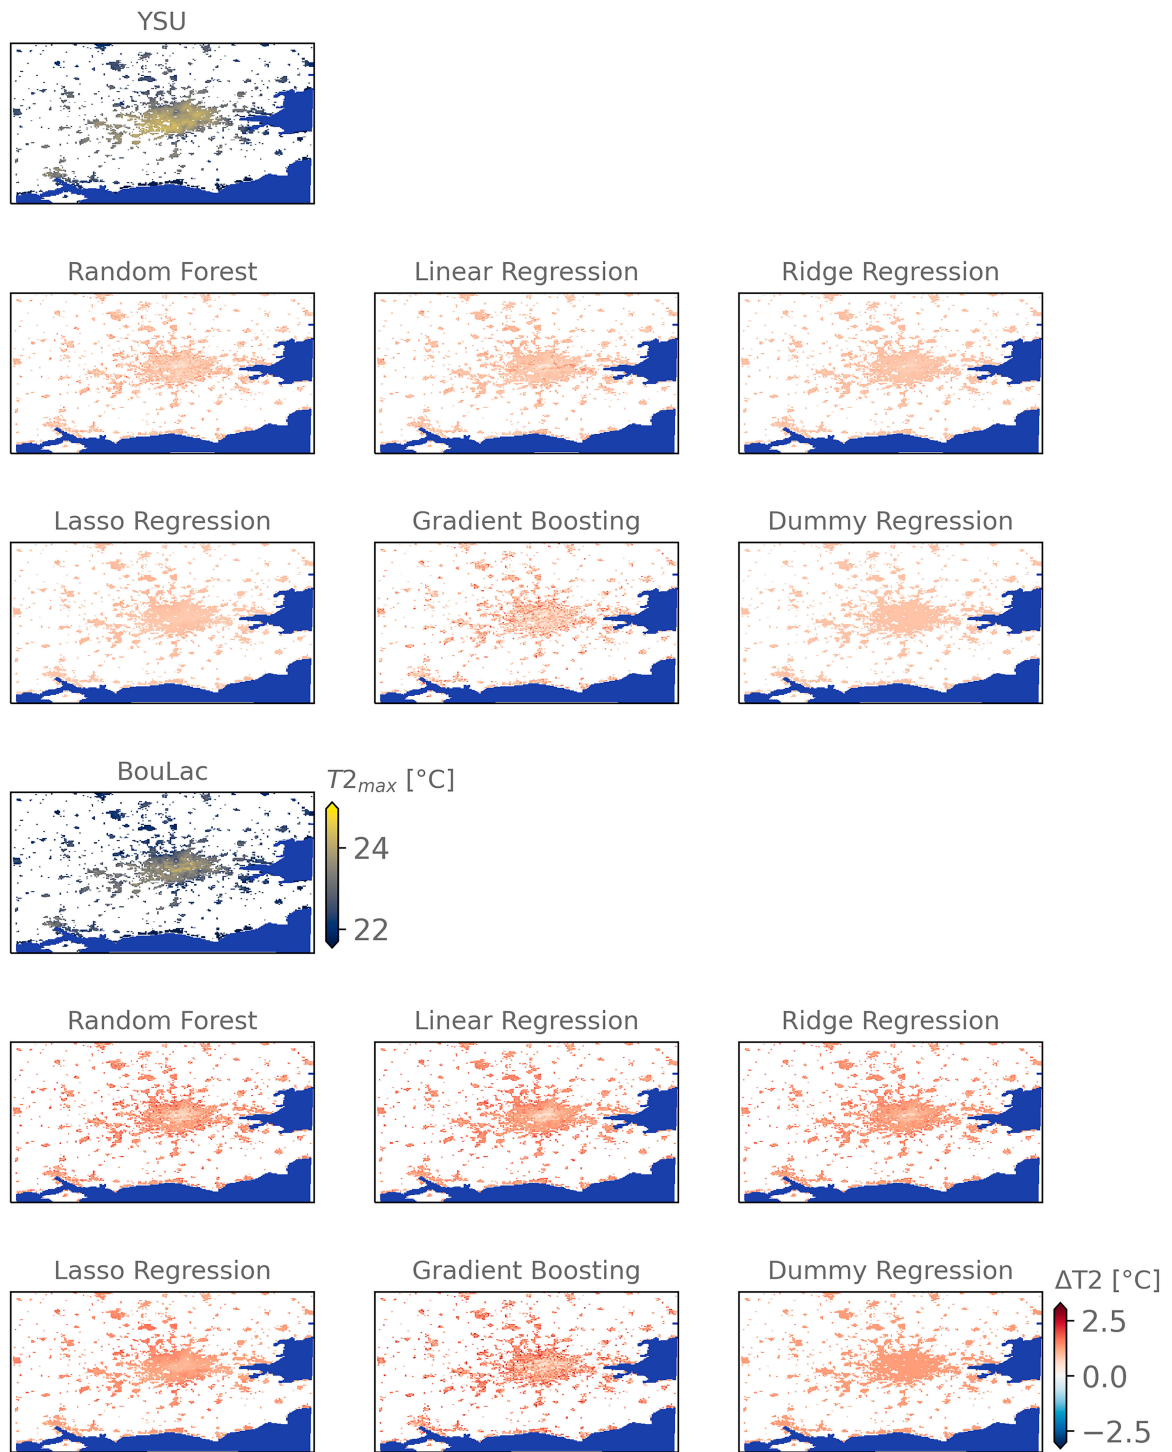 YSU
Random Forest
Linear Regression
Ridge Regression
Lasso Regression
Gradient Boosting
Dummy Regression
BouLac
T2max [°C]
24
22
Random Forest
Linear Regression
Ridge Regression
Lasso Regression
Gradient Boosting
Dummy Regression
ΔT2 [°C]
2.5
0.0
−2.5